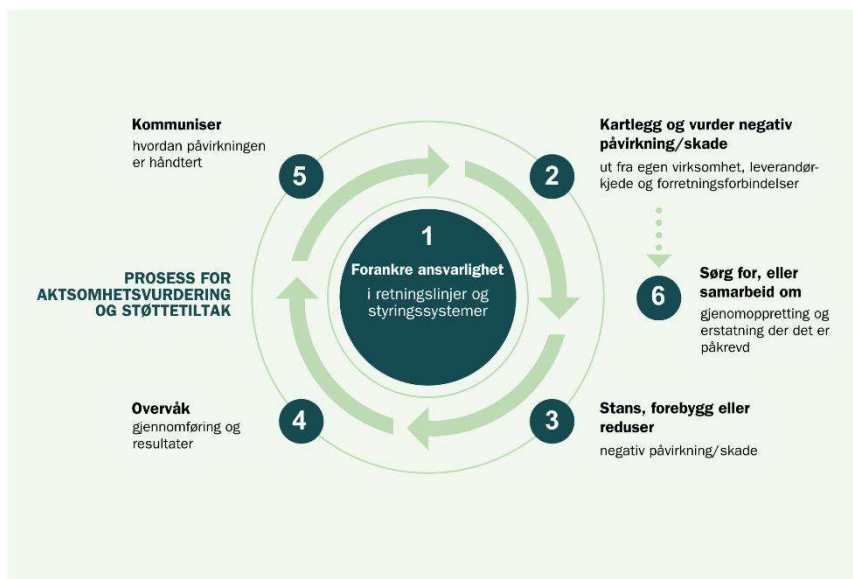 PROSESS FOR
AKTSOMHETSVURDERING
OG STØTTETILTAK
1
Forankre ansvarlighet
i retningslinjer og
styringssystemer
2
Kartlegg og vurder negativ
påvirkning/skade
ut fra egen virksomhet, leverandør-
kjede og forretningsforbindelser
3
Stans, forebygg eller
reduser
negativ påvirkning/skade
4
Overvåk
gjennomføring og
resultater
5
Kommuniser
hvordan påvirkningen
er håndtert
6
Sørg for, eller
samarbeid om
gjenomoppretting og
erstatning der det er
påkrevd